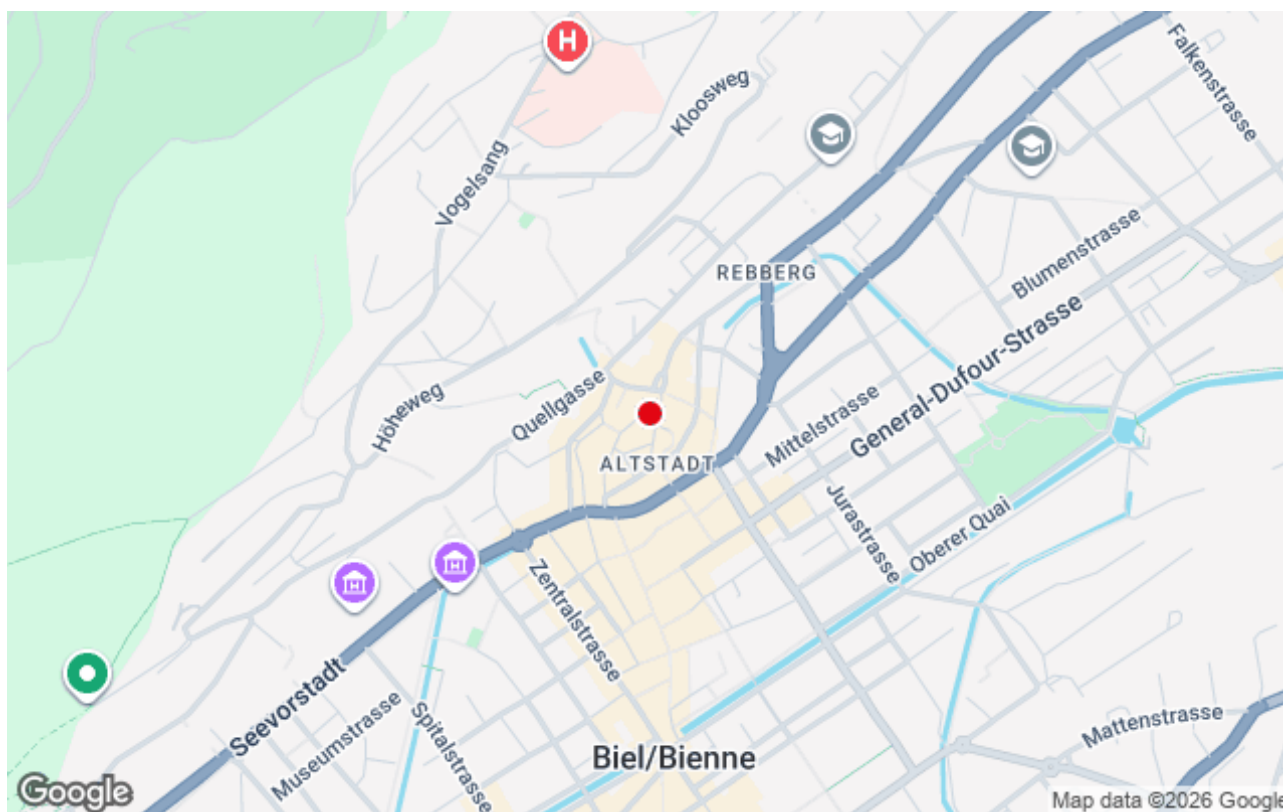 H
Falkenstrasse
Kloosweg
Vogelsang
REBBERG
Blumenstrasse
General-Dufour-Strasse
Höheweg
Quellgasse
Mittelstrasse
ALTSTADT
Jurastrasse
Oberer Quai
Zentralstrasse
H
H
Seevorstadt
Museumstrasse
Spitalstrasse
Mattenstrasse
Biel/Bienne
Google
Map data ©2026 Google